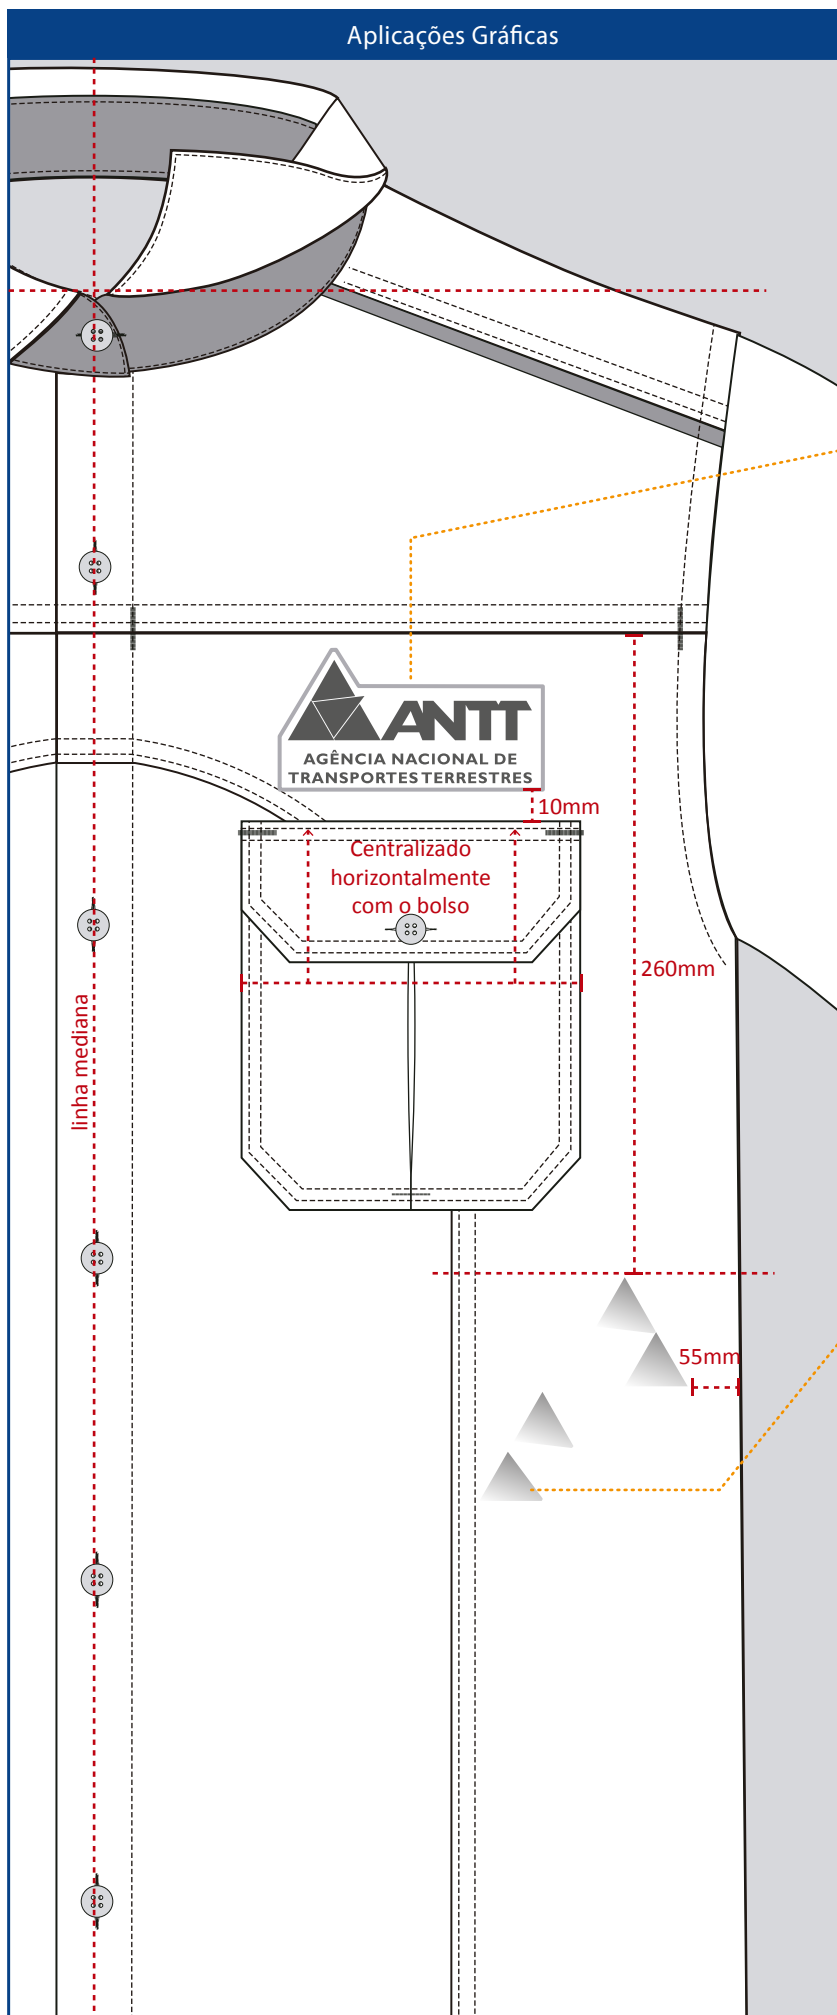 Aplicações Gráficas
ANTT
AGÊNCIA NACIONAL DE
TRANSPORTES TERRESTRES
10mm
Centralizado
horizontalmente
com o bolso
260mm
linha mediana
55mm